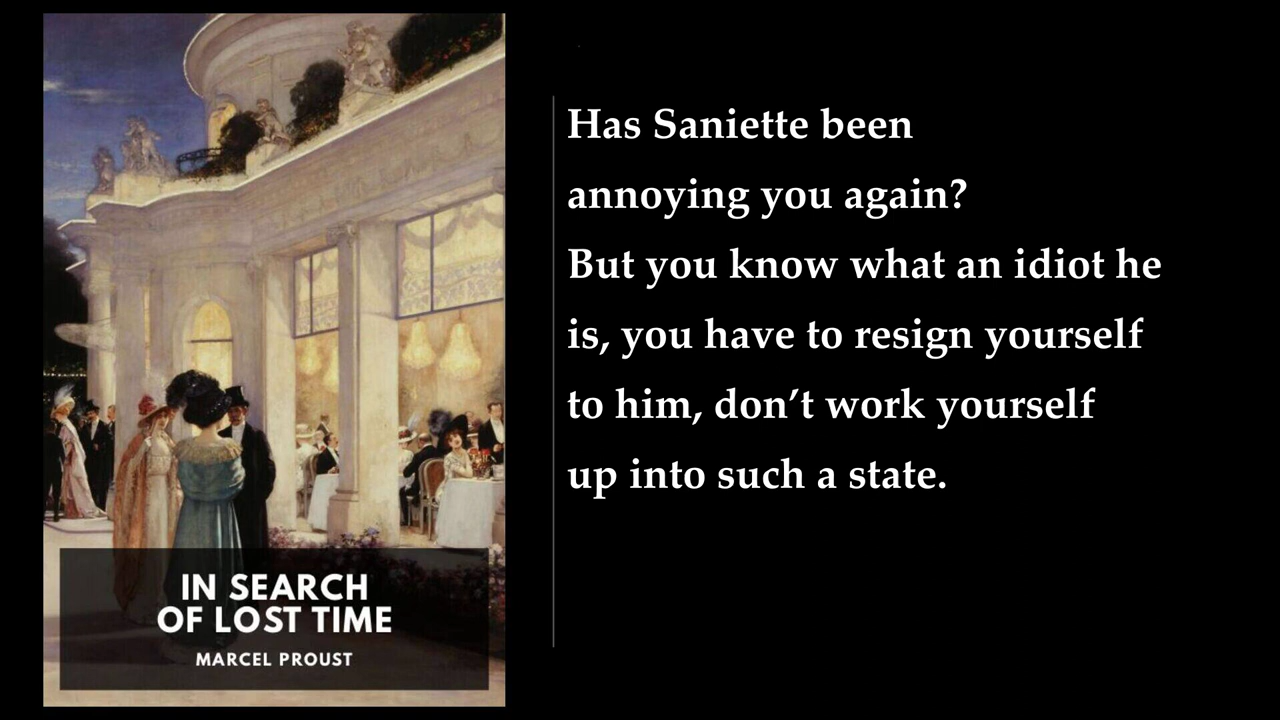 IN SEARCH
OF LOST TIME
MARCEL PROUST
Has Saniette been
annoying you again?
But you know what an idiot he
is, you have to resign yourself
to him, don’t work yourself
up into such a state.